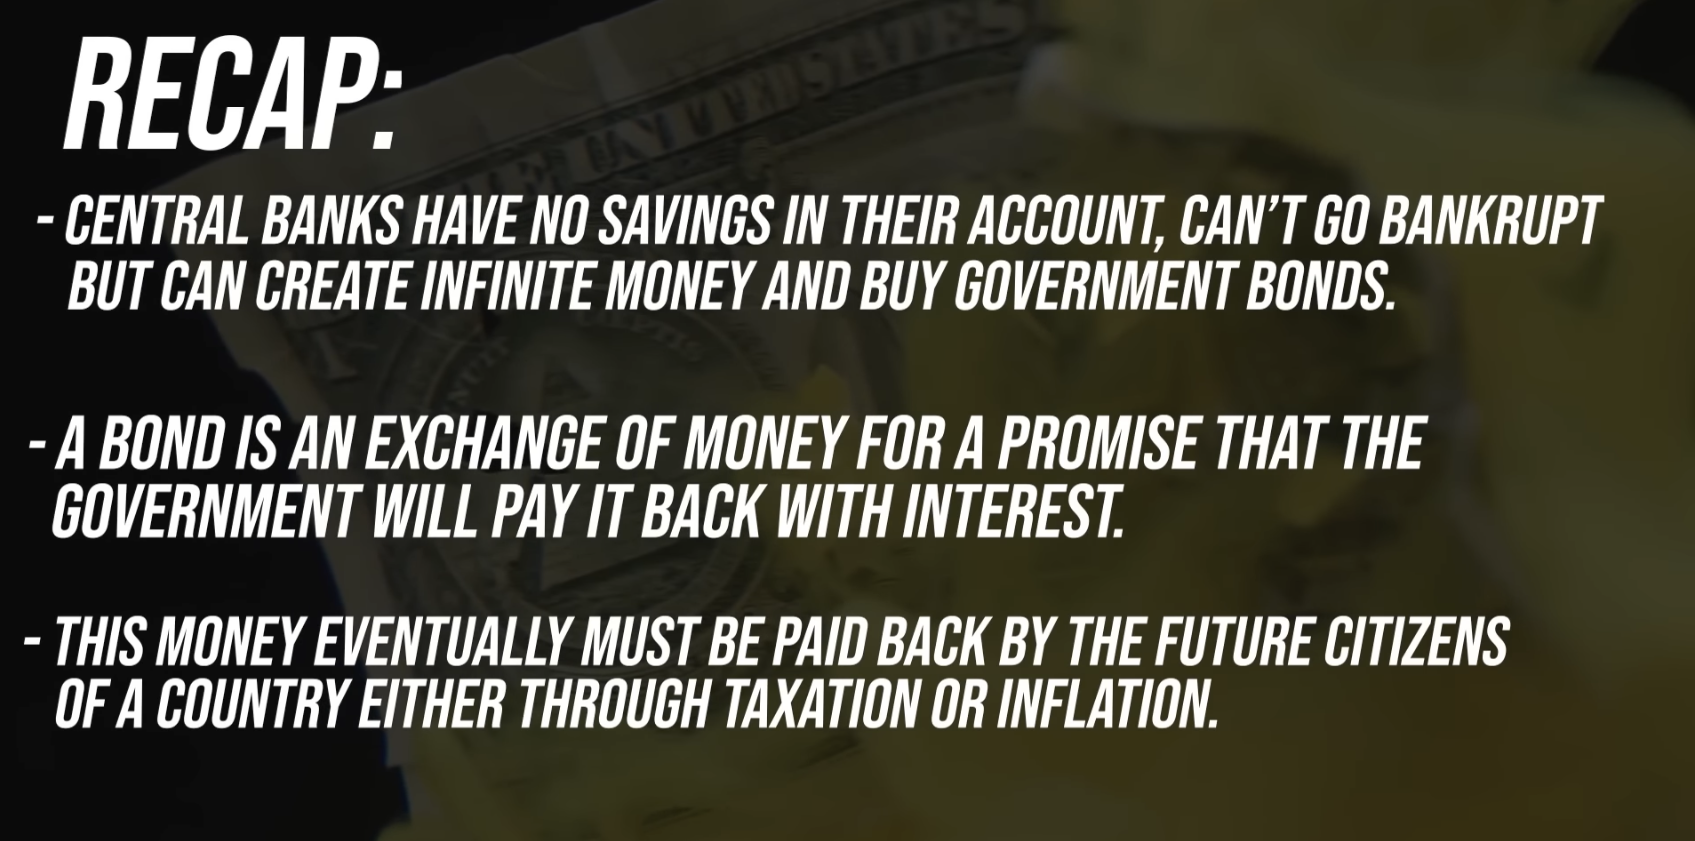 RECAP:
- CENTRAL BANKS HAVE NO SAVINGS IN THEIR ACCOUNT, CAN'T GO BANKRUPT
BUT CAN CREATE INFINITE MONEY AND BUY GOVERNMENT BONDS.
- A BOND IS AN EXCHANGE OF MONEY FOR A PROMISE THAT THE
GOVERNMENT WILL PAY IT BACK WITH INTEREST.
- THIS MONEY EVENTUALLY MUST BE PAID BACK BY THE FUTURE CITIZENS
OF A COUNTRY EITHER THROUGH TAXATION OR INFLATION.